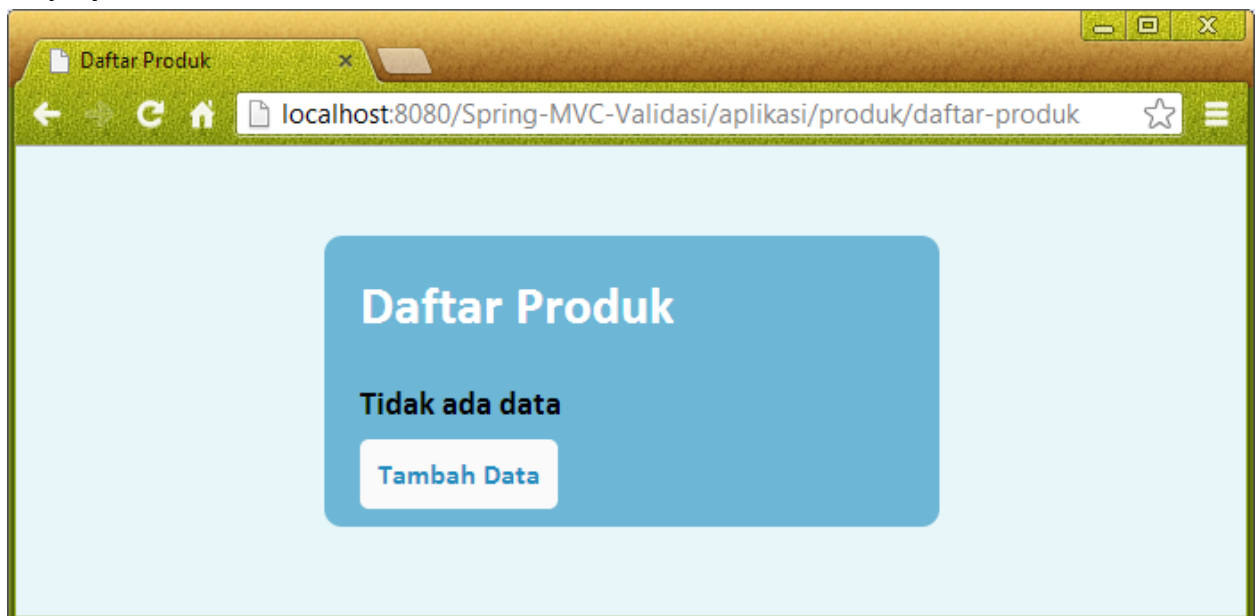 Daftar Produk
localhost:8080/Spring-MVC-Validasi/aplikasi/produk/daftar-produk
Daftar Produk
Tidak ada data
Tambah Data